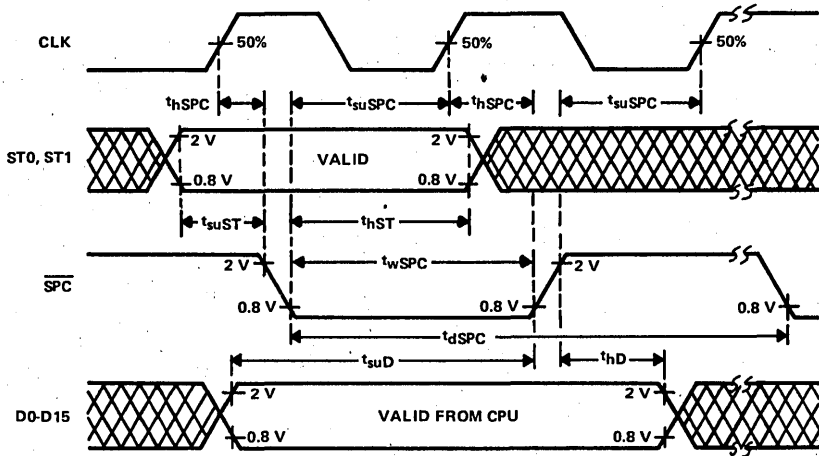 CLK 50% 50% 50%
thSPC tsuSPC thSPC tsuSPC
2 V 2 V
ST0, ST1 VALID
0.8 V 0.8 V
tsuST thST
twSPC
2 V 2 V
SPC
0.8 V 0.8 V 0.8 V
tdSPC
tsuD thD
2 V 2 V
D0-D15 VALID FROM CPU
0.8 V 0.8 V